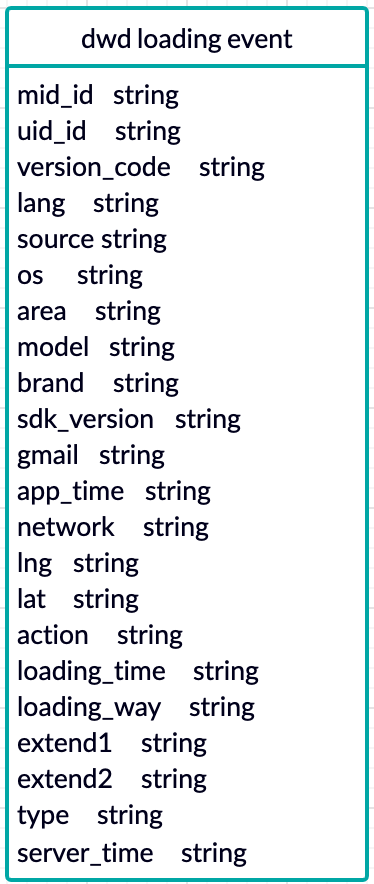 dwd loading event
mid_id string
uid_id string
version_code string
lang string
source string
os string
area string
model string
brand string
sdk_version string
gmail string
app_time string
network string
lng string
lat string
action string
loading_time string
loading_way string
extend1 string
extend2 string
type string
server_time string